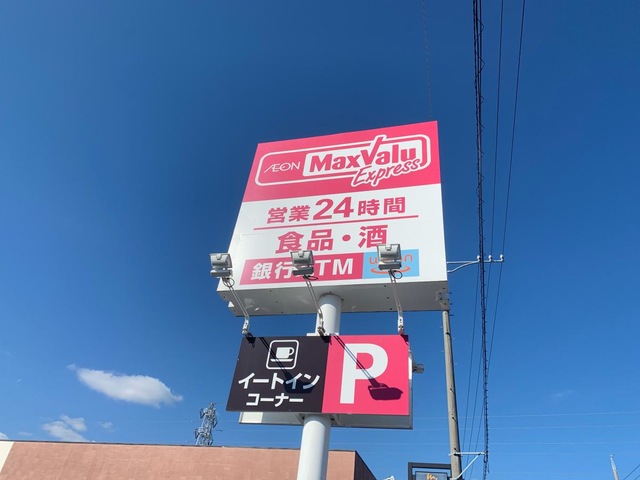 ÆON MaxValu
Express
営業24時間
食品・酒
銀行ATM
イートイン
コーナー
P